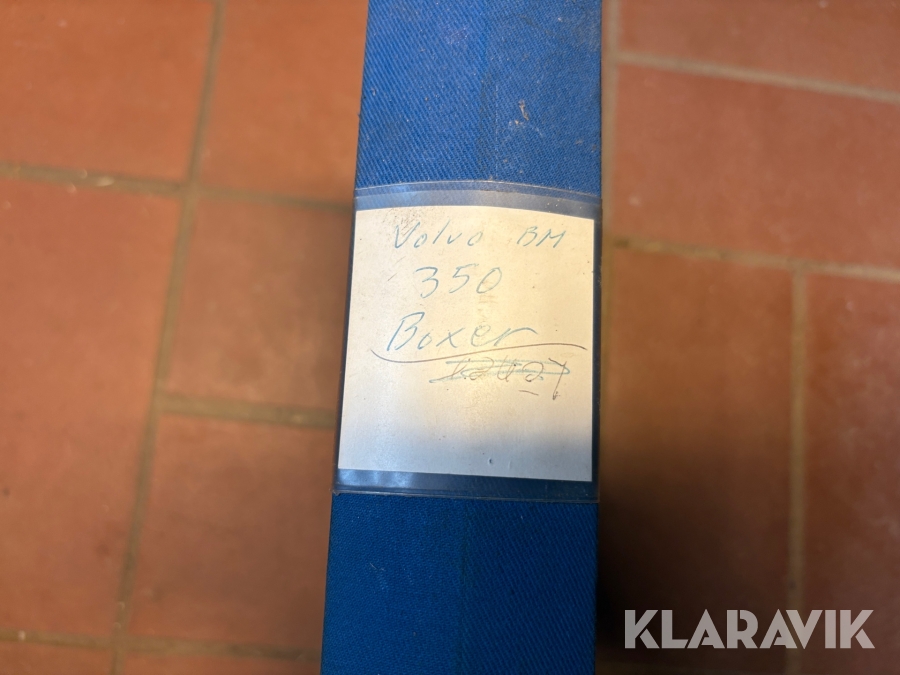 Volvo BM
350
Boxer
KLARAVIK